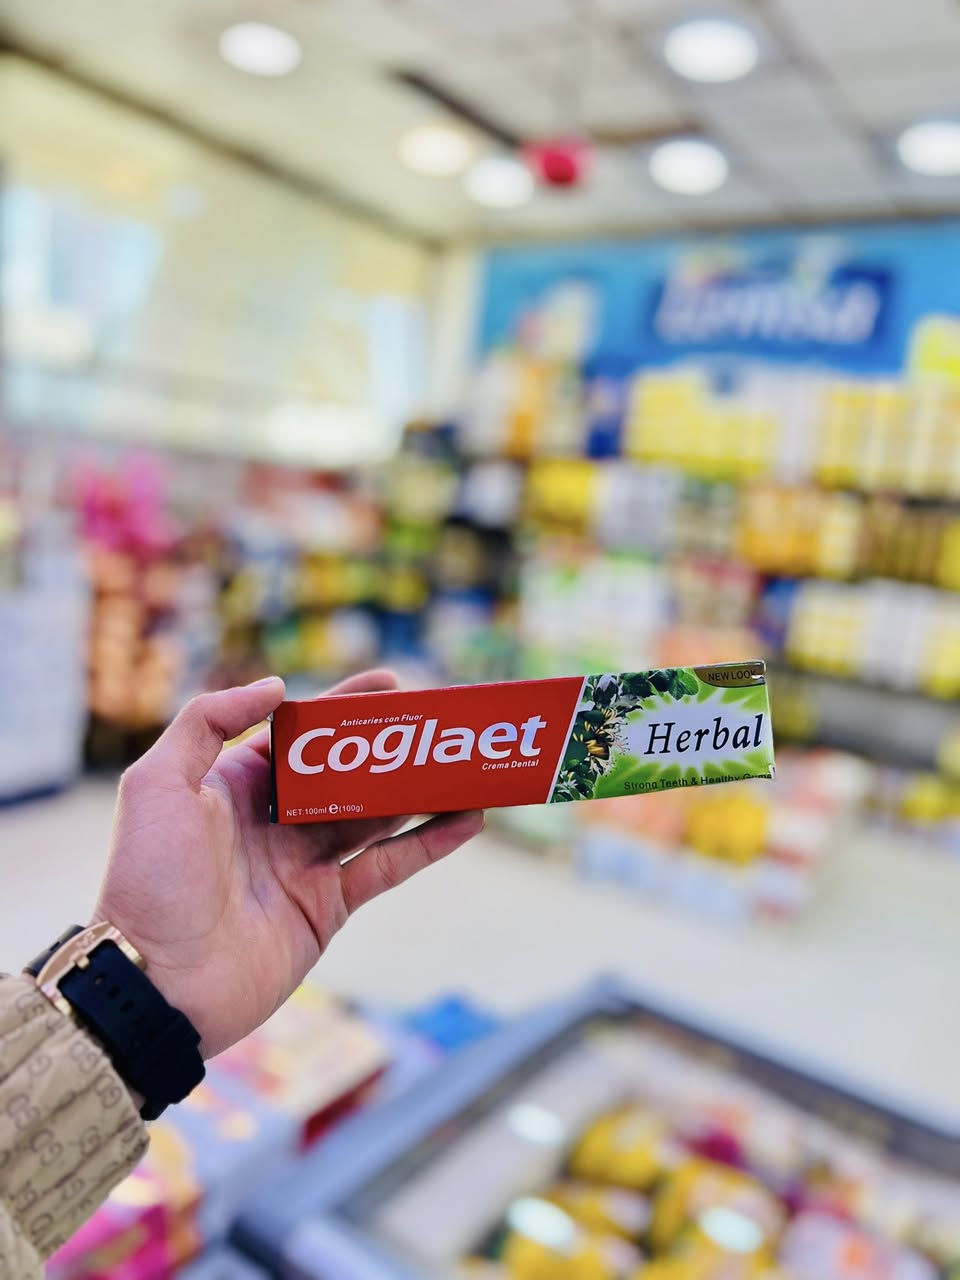 Anticaries con Fluor
Coglaet
Crema Dental
NET:100ml e (100g)
NEW LOOK
Herbal
Strong Teeth & Healthy Gums